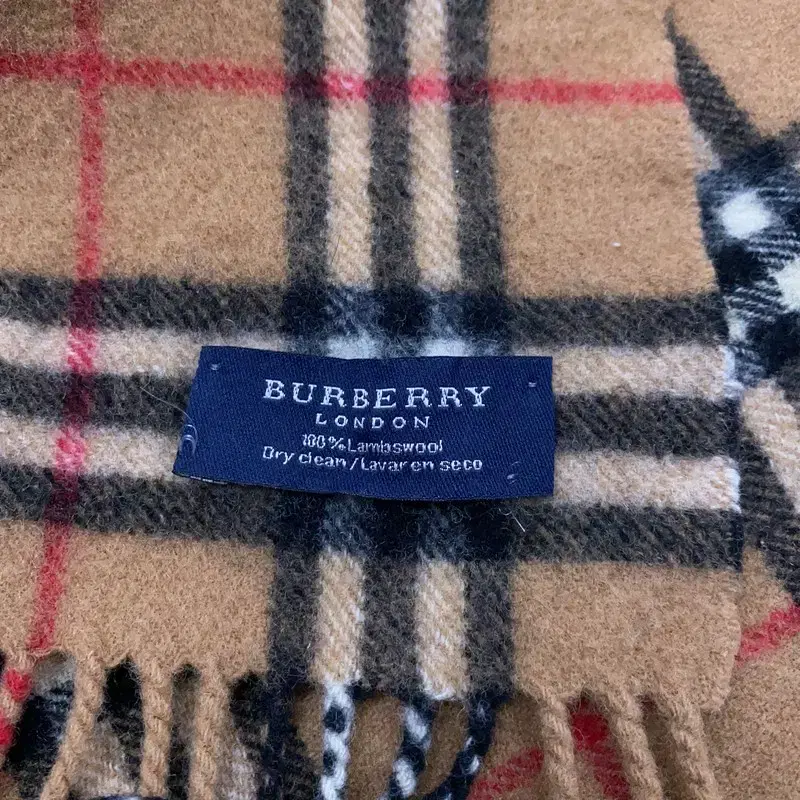 BURBERRY
LONDON
100%Lambswool
Dry clean/Lavar en seco